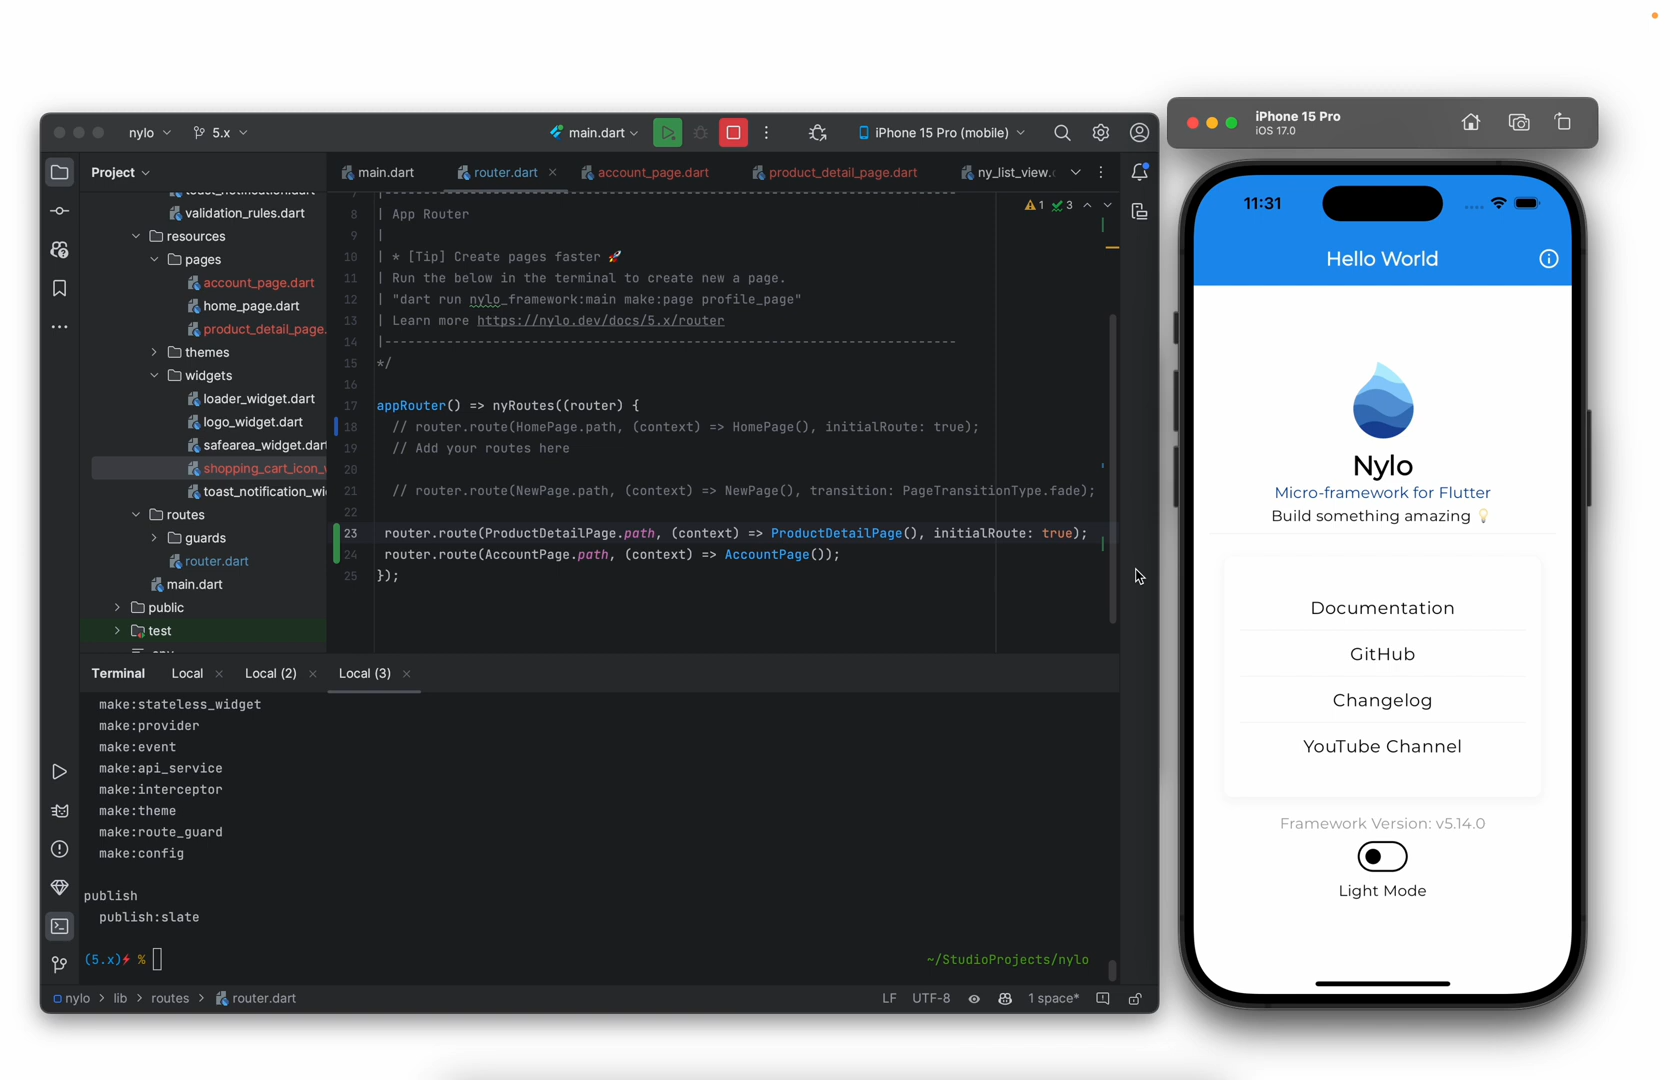 nylo
5.x
main.dart
iPhone 15 Pro (mobile)
Project
main.dart
router.dart
account_page.dart
product_detail_page.dart
ny_list_view.
validation_rules.dart
resources
pages
account_page.dart
home_page.dart
product_detail_page.
themes
widgets
loader_widget.dart
logo_widget.dart
safearea_widget.dart
shopping_cart_icon_
toast_notification_wi
routes
guards
router.dart
main.dart
public
test
1 3
7 |--------------------------------------------------------------------------
8 | App Router
9 |
10 | * [Tip] Create pages faster 🚀
11 | Run the below in the terminal to create new a page.
12 | "dart run nylo_framework:main make:page profile_page"
13 | Learn more https://nylo.dev/docs/5.x/router
14 |--------------------------------------------------------------------------
15 */
16
17 appRouter() => nyRoutes((router) {
18 // router.route(HomePage.path, (context) => HomePage(), initialRoute: true);
19 // Add your routes here
20
21 // router.route(NewPage.path, (context) => NewPage(), transition: PageTransitionType.fade);
22
23 router.route(ProductDetailPage.path, (context) => ProductDetailPage(), initialRoute: true);
24 router.route(AccountPage.path, (context) => AccountPage());
25 });
Terminal
Local
Local (2)
Local (3)
make:stateless_widget
make:provider
make:event
make:api_service
make:interceptor
make:theme
make:route_guard
make:config
publish
publish:slate
(5.x)⚡ %
~/StudioProjects/nylo
nylo > lib > routes > router.dart
LF
UTF-8
1 space*
iPhone 15 Pro
iOS 17.0
11:31
Hello World
Nylo
Micro-framework for Flutter
Build something amazing 💡
Documentation
GitHub
Changelog
YouTube Channel
Framework Version: v5.14.0
Light Mode